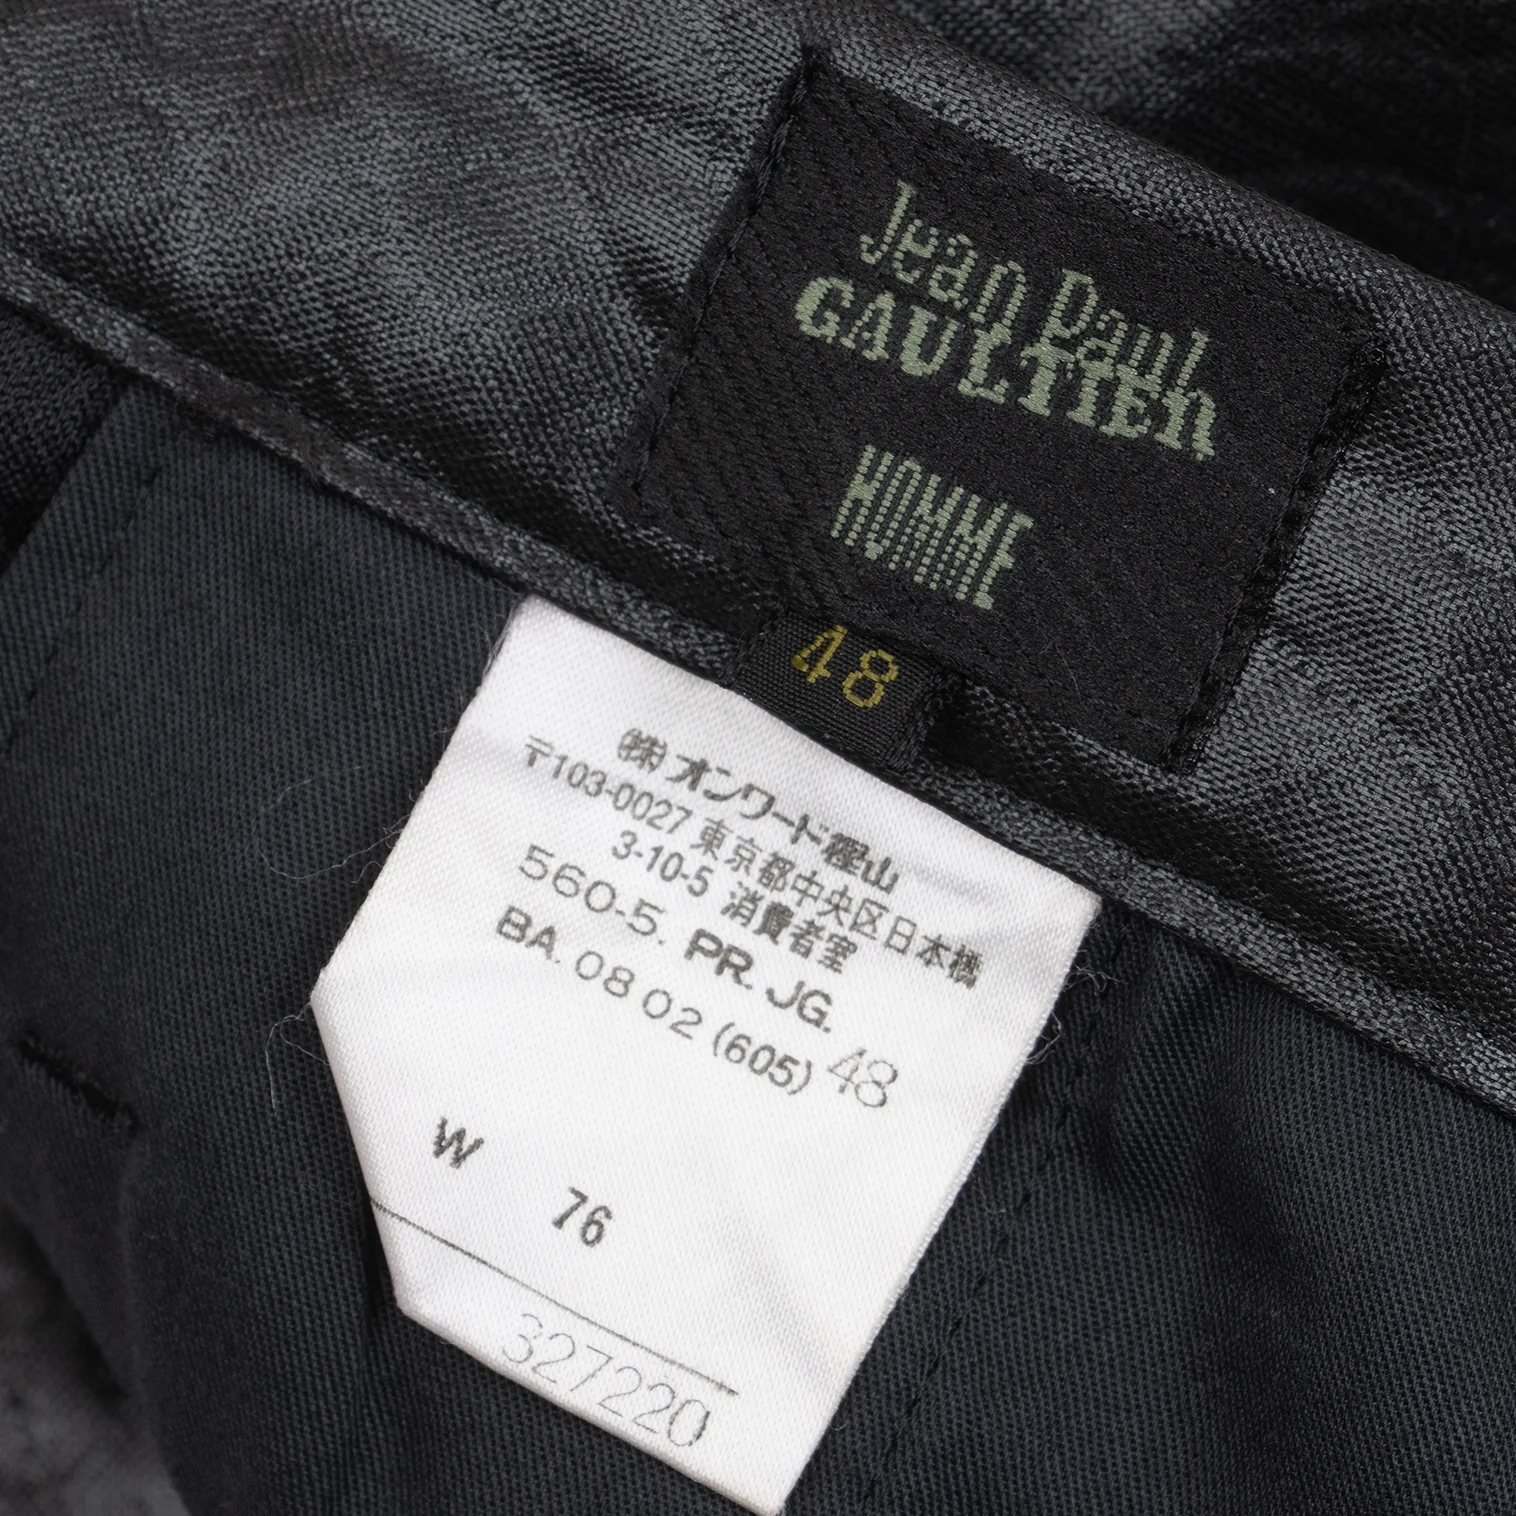 Jean Paul
GAULTIER
HOMME
48
㈱オンワード樫山
〒103-0027 東京都中央区日本橋
3-10-5 消費者室
560-5. PR. JG.
BA. 08 02 (605) 48
W 76
327220